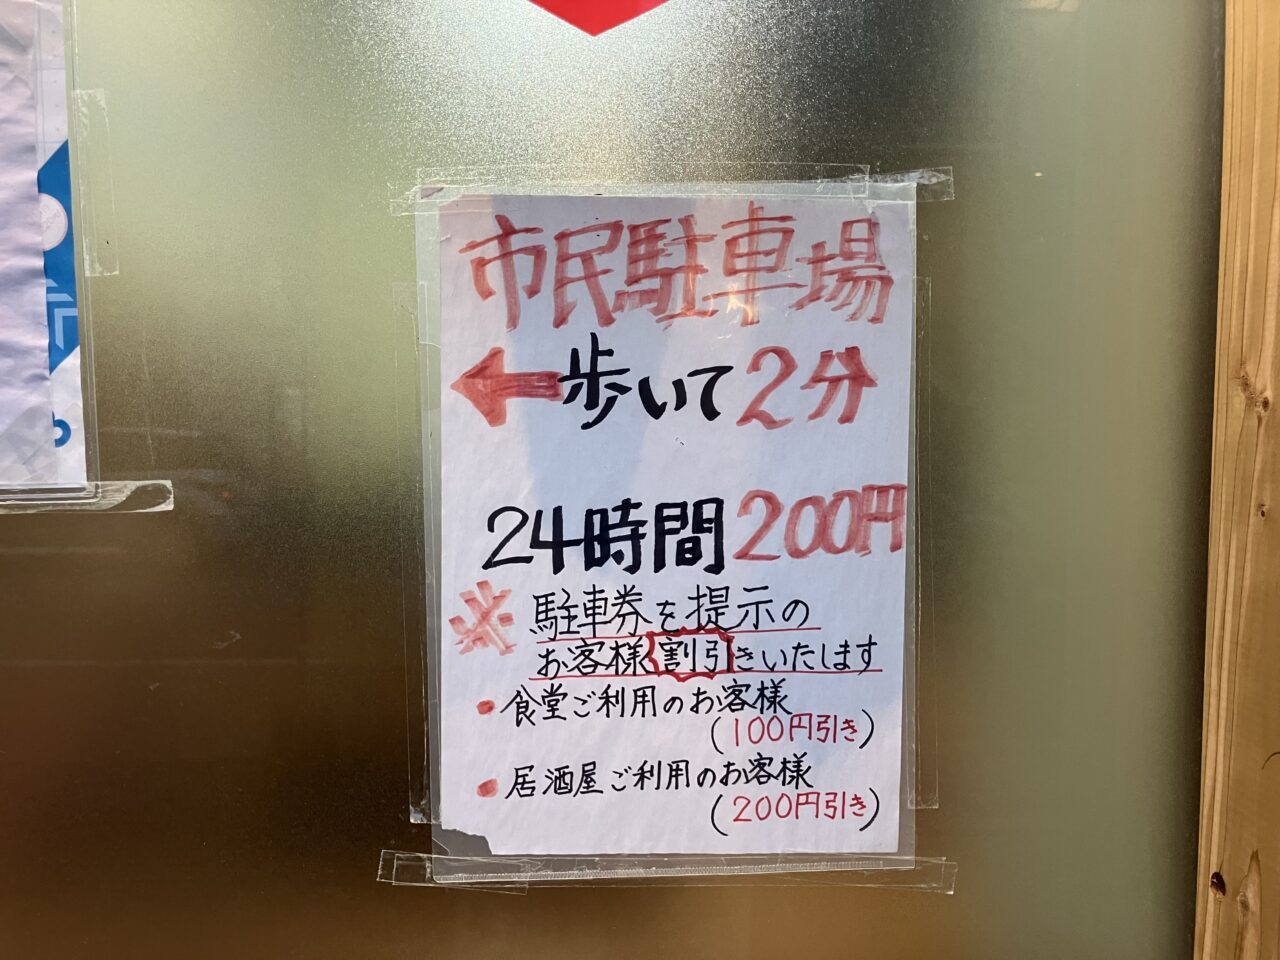 市民駐車場
←歩いて2分
24時間200円
※駐車券を提示の
お客様割引きいたします
・食堂ご利用のお客様
(100円引き)
・居酒屋ご利用のお客様
(200円引き)